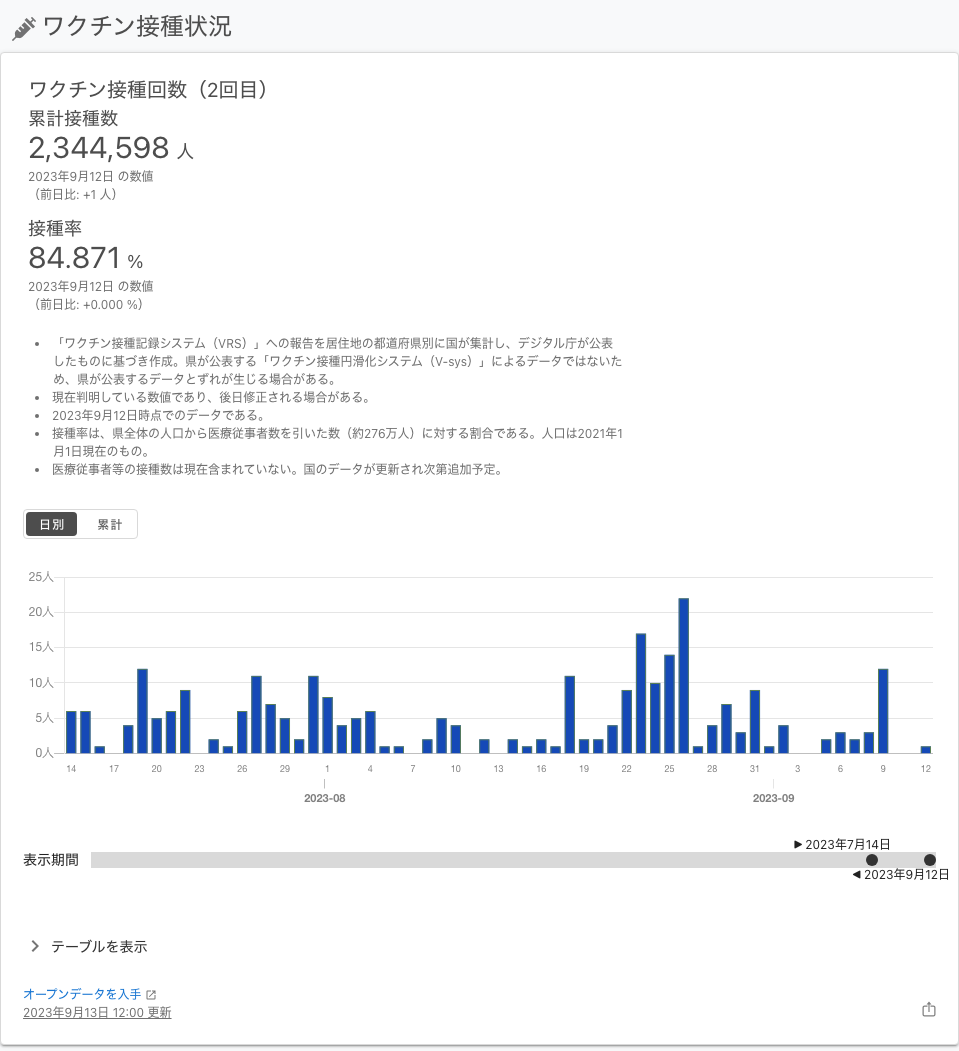 ワクチン接種状況
ワクチン接種回数（2回目）
累計接種数
2,344,598 人
2023年9月12日 の数値
（前日比: +1 人）
接種率
84.871 %
2023年9月12日 の数値
（前日比: +0.000 %）
• 「ワクチン接種記録システム（VRS）」への報告を居住地の都道府県別に国が集計し、デジタル庁が公表
したものに基づき作成。県が公表する「ワクチン接種円滑化システム（V-sys）」によるデータではないた
め、県が公表するデータとずれが生じる場合がある。
• 現在判明している数値であり、後日修正される場合がある。
• 2023年9月12日時点でのデータである。
• 接種率は、県全体の人口から医療従事者数を引いた数（約276万人）に対する割合である。人口は2021年1
月1日現在のもの。
• 医療従事者等の接種数は現在含まれていない。国のデータが更新され次第追加予定。
日別 累計
25人
20人
15人
10人
5人
0人
14 17 20 23 26 29 1 4 7 10 13 16 19 22 25 28 31 3 6 9 12
2023-08 2023-09
▶ 2023年7月14日
表示期間
◀ 2023年9月12日
テーブルを表示
オープンデータを入手
2023年9月13日 12:00 更新